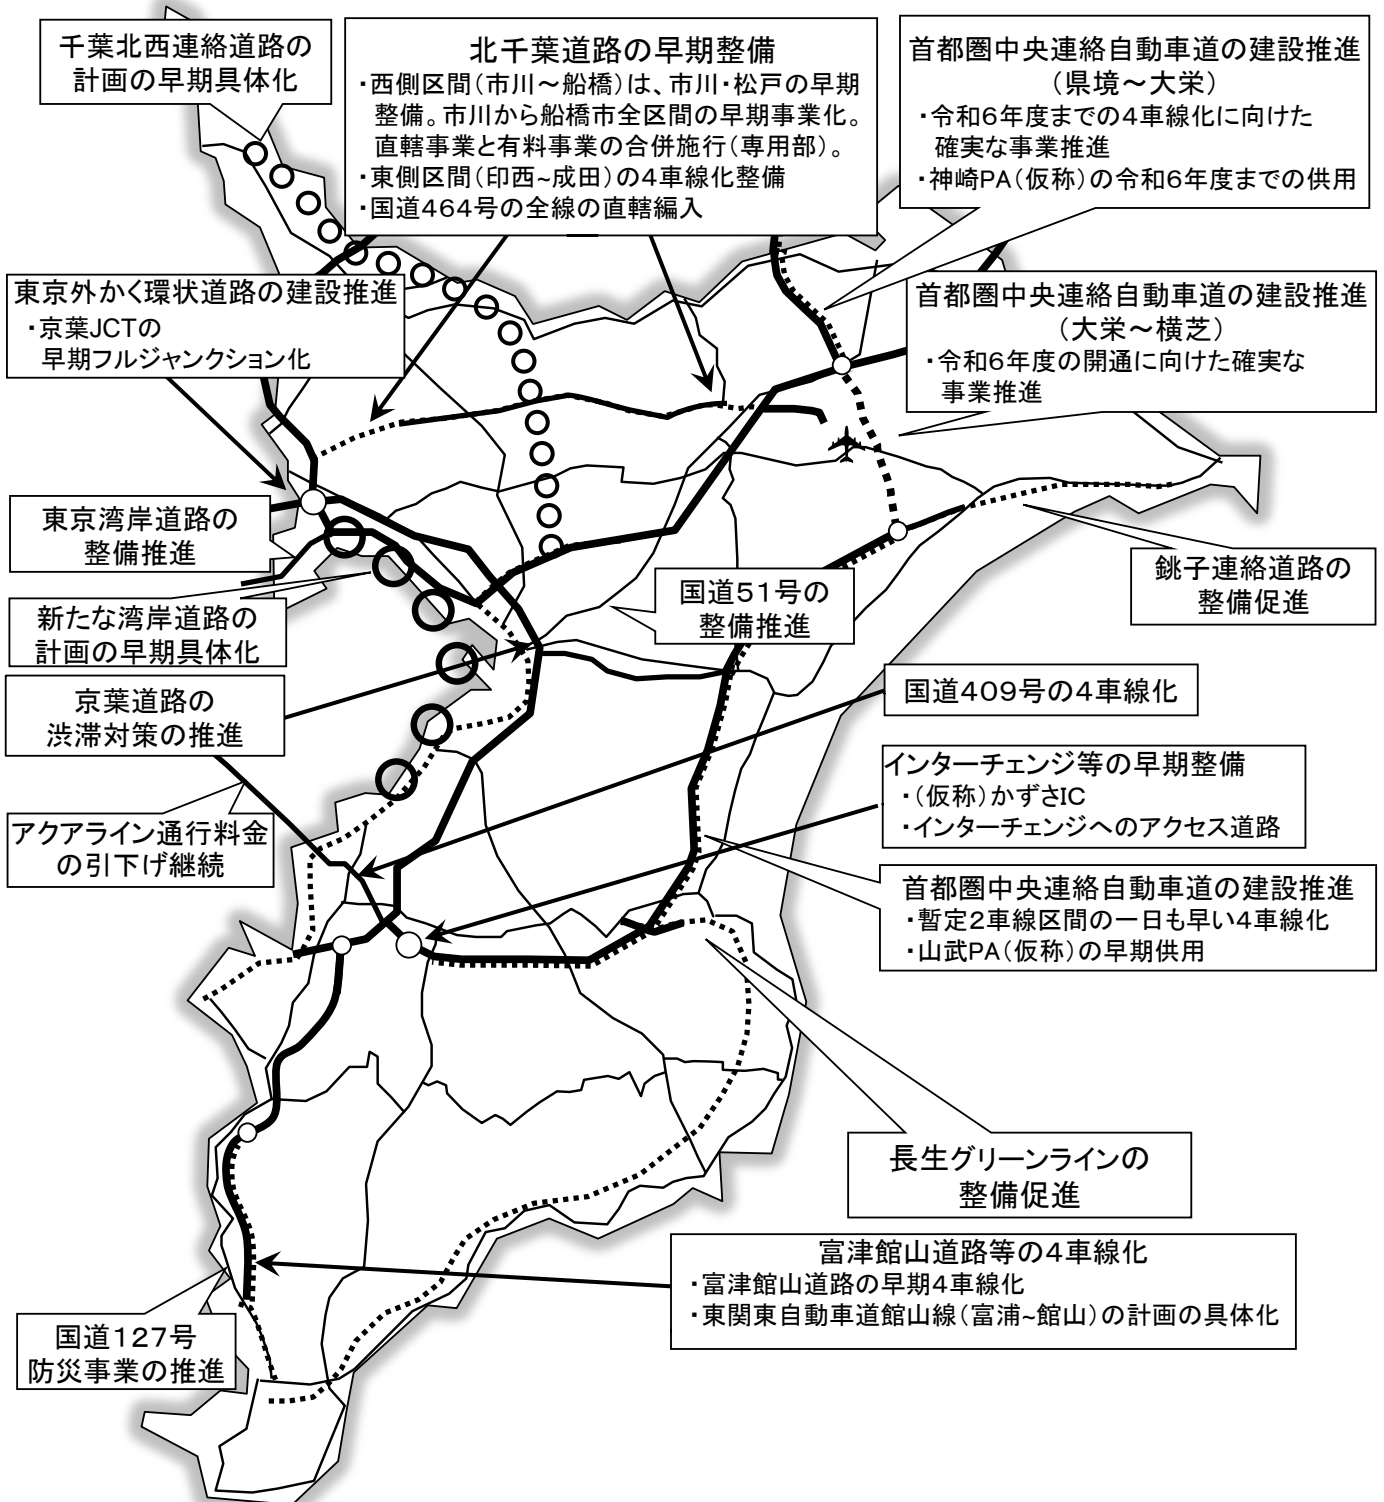 千葉北西連絡道路の
計画の早期具体化
北千葉道路の早期整備
・西側区間(市川～船橋)は、市川・松戸の早期
整備。市川から船橋市全区間の早期事業化。
直轄事業と有料事業の合併施行(専用部)。
・東側区間(印西~成田)の4車線化整備
・国道464号の全線の直轄編入
首都圏中央連絡自動車道の建設推進
(県境～大栄)
・令和6年度までの4車線化に向けた
確実な事業推進
・神崎PA(仮称)の令和6年度までの供用
東京外かく環状道路の建設推進
・京葉JCTの
早期フルジャンクション化
首都圏中央連絡自動車道の建設推進
(大栄～横芝)
・令和6年度の開通に向けた確実な
事業推進
東京湾岸道路の
整備推進
銚子連絡道路の
整備促進
新たな湾岸道路の
計画の早期具体化
国道51号の
整備推進
京葉道路の
渋滞対策の推進
国道409号の4車線化
インターチェンジ等の早期整備
・(仮称)かずさIC
・インターチェンジへのアクセス道路
アクアライン通行料金
の引下げ継続
首都圏中央連絡自動車道の建設推進
・暫定2車線区間の一日も早い4車線化
・山武PA(仮称)の早期供用
長生グリーンラインの
整備促進
富津館山道路等の4車線化
・富津館山道路の早期4車線化
・東関東自動車道館山線(富浦~館山)の計画の具体化
国道127号
防災事業の推進